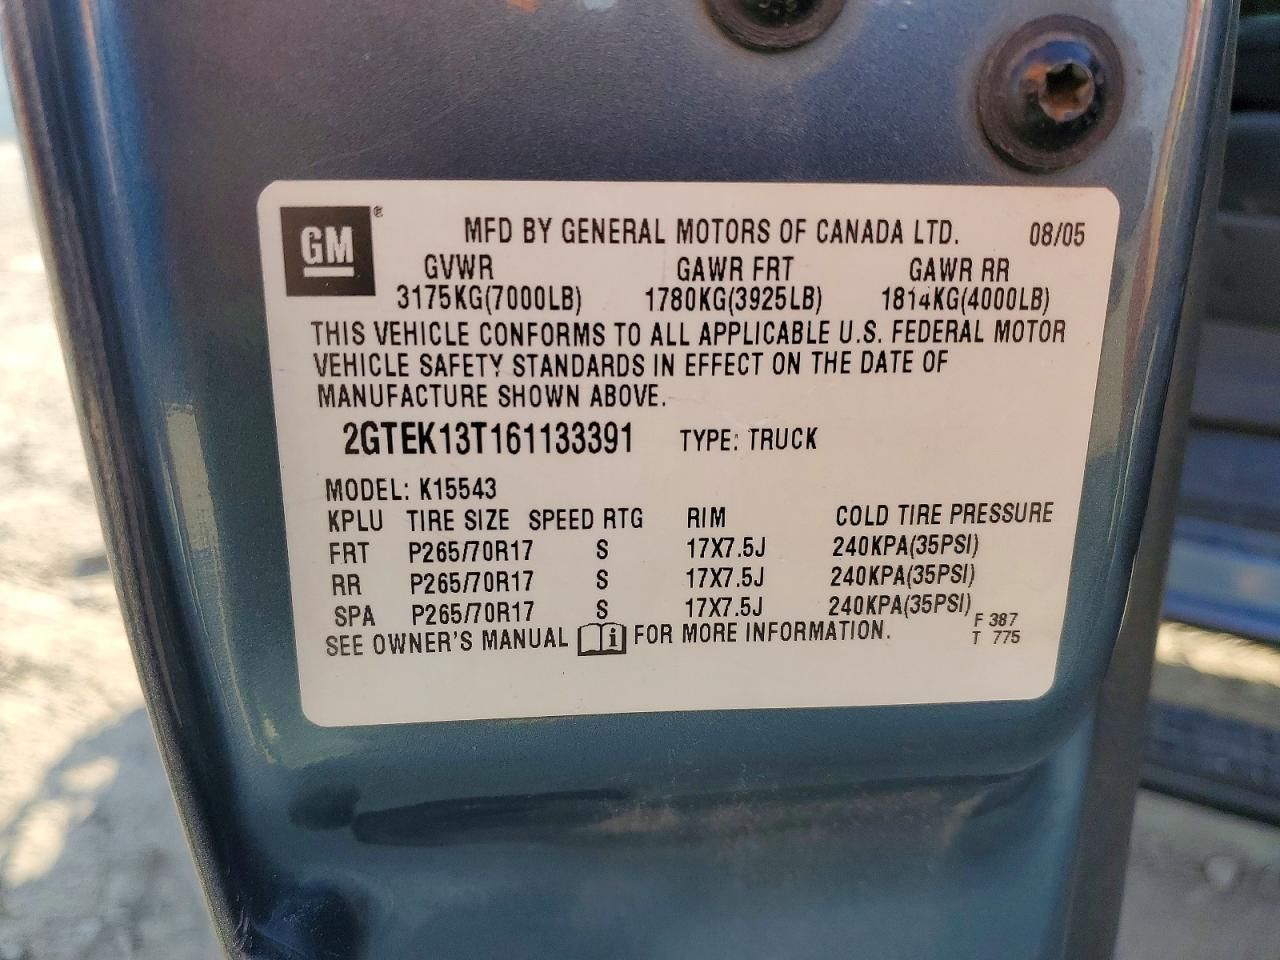 GM®
MFD BY GENERAL MOTORS OF CANADA LTD. 08/05
GVWR GAWR FRT GAWR RR
3175KG(7000LB) 1780KG(3925LB) 1814KG(4000LB)
THIS VEHICLE CONFORMS TO ALL APPLICABLE U.S. FEDERAL MOTOR
VEHICLE SAFETY STANDARDS IN EFFECT ON THE DATE OF
MANUFACTURE SHOWN ABOVE.
2GTEK13T161133391 TYPE: TRUCK
MODEL: K15543
KPLU TIRE SIZE SPEED RTG RIM COLD TIRE PRESSURE
FRT P265/70R17 S 17X7.5J 240KPA(35PSI)
RR P265/70R17 S 17X7.5J 240KPA(35PSI)
SPA P265/70R17 S 17X7.5J 240KPA(35PSI)
SEE OWNER'S MANUAL i FOR MORE INFORMATION.
F 387
T 775